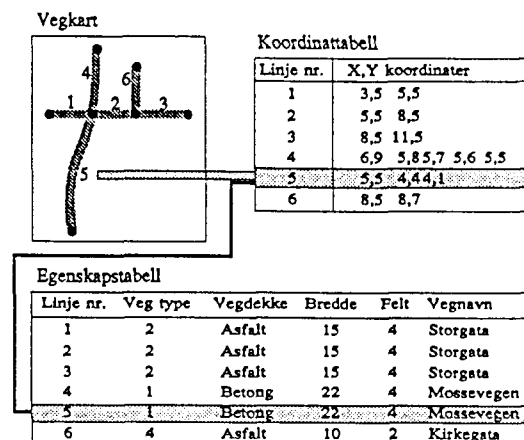 Vegkart
4
6
1 2 3
5
Koordinattabell
Linje nr. X,Y koordinater
1 3,5 5,5
2 5,5 8,5
3 8,5 11,5
4 6,9 5,8 5,7 5,6 5,5
5 5,5 4,4 4,1
6 8,5 8,7
Egenskapstabell
Linje nr. Veg type Vegdekke Bredde Felt Vegnavn
1 2 Asfalt 15 4 Storgata
2 2 Asfalt 15 4 Storgata
3 2 Asfalt 15 4 Storgata
4 1 Betong 22 4 Mossevegen
5 1 Betong 22 4 Mossevegen
6 4 Asfalt 10 2 Kirkegata